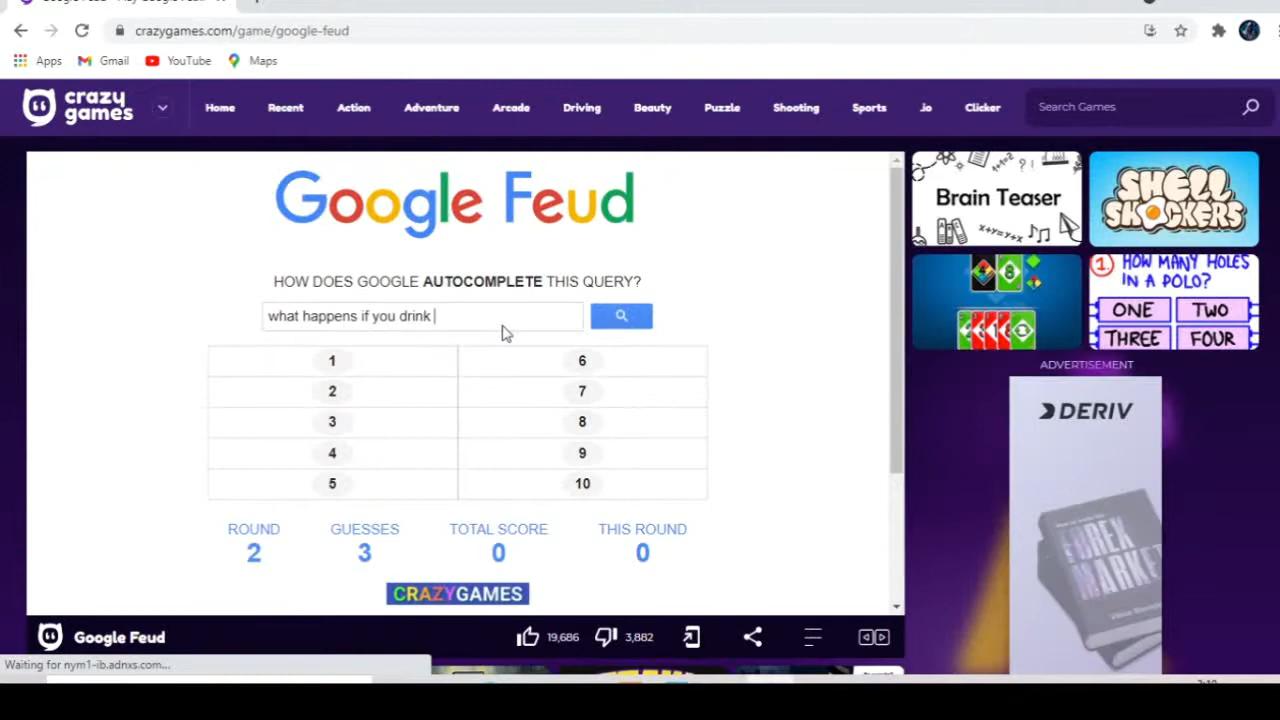 crazygames.com/game/google-feud
Apps Gmail YouTube Maps
crazy
games
Home Recent Action Adventure Arcade Driving Beauty Puzzle Shooting Sports .io Clicker Search Games
Google Feud
HOW DOES GOOGLE AUTOCOMPLETE THIS QUERY?
what happens if you drink
1 6
2 7
3 8
4 9
5 10
ROUND GUESSES TOTAL SCORE THIS ROUND
2 3 0 0
CRAZYGAMES
Google Feud 19,686 3,882
Waiting for nym1-ib.adnxs.com...
Brain Teaser
x+y=y+x
SHELL
SHOCKERS
1) HOW MANY HOLES
IN A POLO?
ONE TWO
THREE FOUR
ADVERTISEMENT
DERIV
FOREX
MARKET